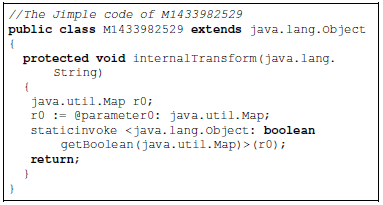 //The Jimple code of M1433982529
public class M1433982529 extends java.lang.Object
{
protected void internalTransform(java.lang.
String)
{
java.util.Map r0;
r0 := @parameter0: java.util.Map;
staticinvoke <java.lang.Object: boolean
getBoolean(java.util.Map)>(r0);
return;
}
}